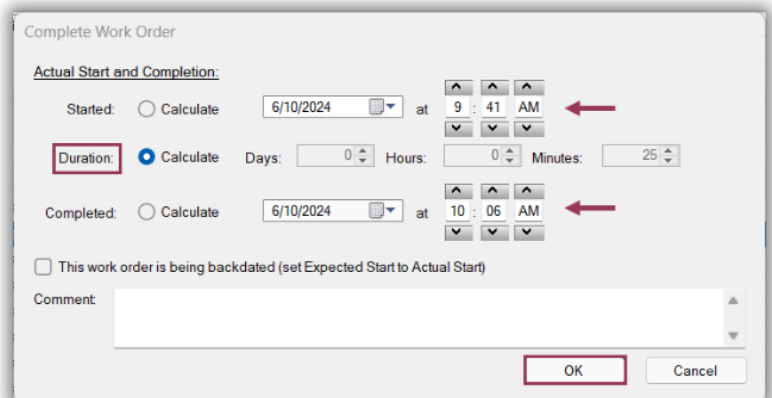 Complete Work Order
Actual Start and Completion:
Started: Calculate 6/10/2024 at 9 : 41 AM
Duration: Calculate Days: 0 Hours: 0 Minutes: 25
Completed: Calculate 6/10/2024 at 10 : 06 AM
This work order is being backdated (set Expected Start to Actual Start)
Comment:
OK Cancel